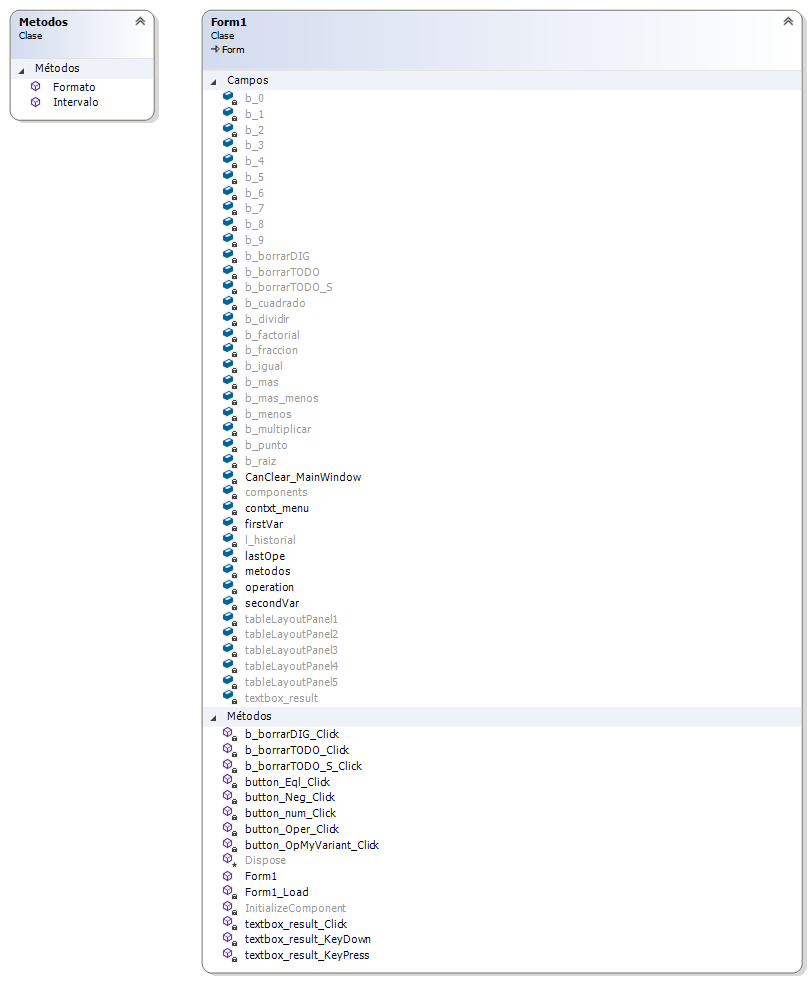 Metodos
Clase
Métodos
Formato
Intervalo
Form1
Clase
Form
Campos
b_0
b_1
b_2
b_3
b_4
b_5
b_6
b_7
b_8
b_9
b_borrarDIG
b_borrarTODO
b_borrarTODO_S
b_cuadrado
b_dividir
b_factorial
b_fraccion
b_igual
b_mas
b_mas_menos
b_menos
b_multiplicar
b_punto
b_raiz
CanClear_MainWindow
components
contxt_menu
firstVar
l_historial
lastOpe
metodos
operation
secondVar
tableLayoutPanel1
tableLayoutPanel2
tableLayoutPanel3
tableLayoutPanel4
tableLayoutPanel5
textbox_result
Métodos
b_borrarDIG_Click
b_borrarTODO_Click
b_borrarTODO_S_Click
button_Eql_Click
button_Neg_Click
button_num_Click
button_Oper_Click
button_OpMyVariant_Click
Dispose
Form1
Form1_Load
InitializeComponent
textbox_result_Click
textbox_result_KeyDown
textbox_result_KeyPress